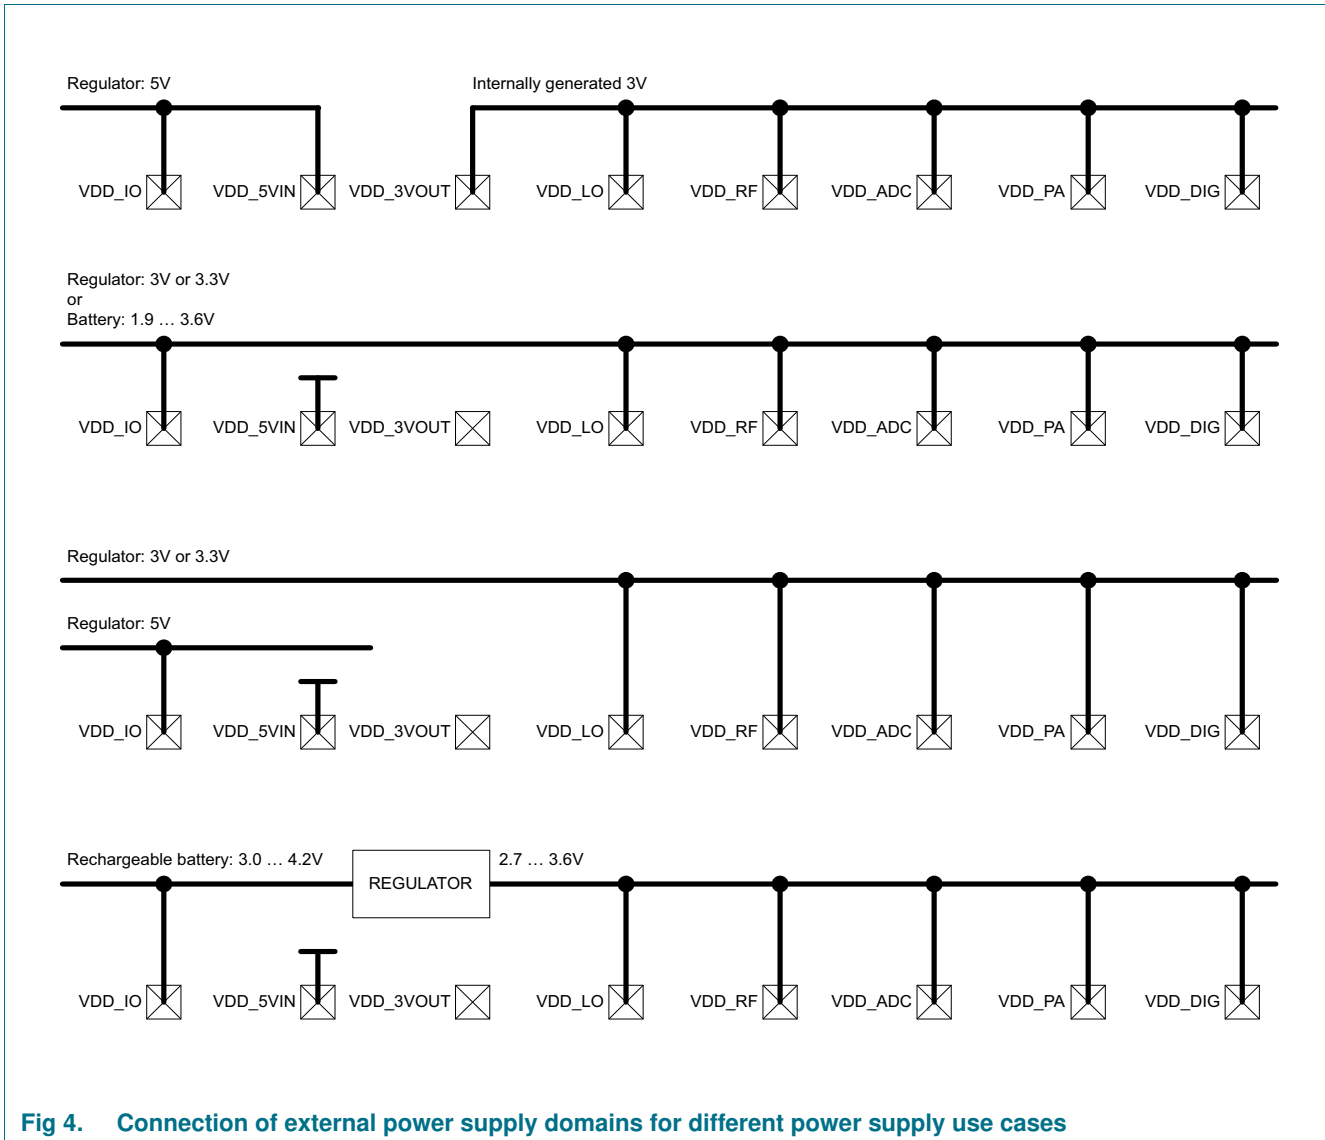 Regulator: 5V
Internally generated 3V
VDD_IO VDD_5VIN VDD_3VOUT VDD_LO VDD_RF VDD_ADC VDD_PA VDD_DIG
Regulator: 3V or 3.3V
or
Battery: 1.9 … 3.6V
VDD_IO VDD_5VIN VDD_3VOUT VDD_LO VDD_RF VDD_ADC VDD_PA VDD_DIG
Regulator: 3V or 3.3V
Regulator: 5V
VDD_IO VDD_5VIN VDD_3VOUT VDD_LO VDD_RF VDD_ADC VDD_PA VDD_DIG
Rechargeable battery: 3.0 … 4.2V
REGULATOR
2.7 … 3.6V
VDD_IO VDD_5VIN VDD_3VOUT VDD_LO VDD_RF VDD_ADC VDD_PA VDD_DIG
Fig 4. Connection of external power supply domains for different power supply use cases